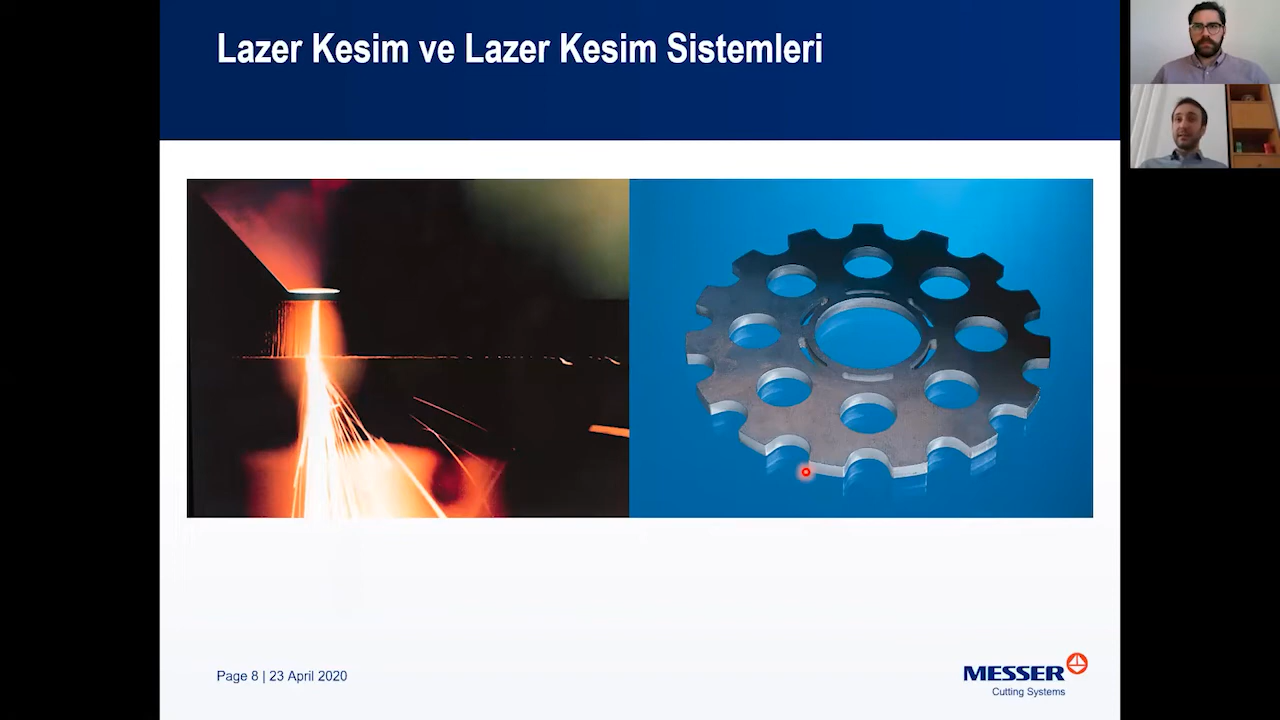 Lazer Kesim ve Lazer Kesim Sistemleri
Page 8 | 23 April 2020
MESSER
Cutting Systems